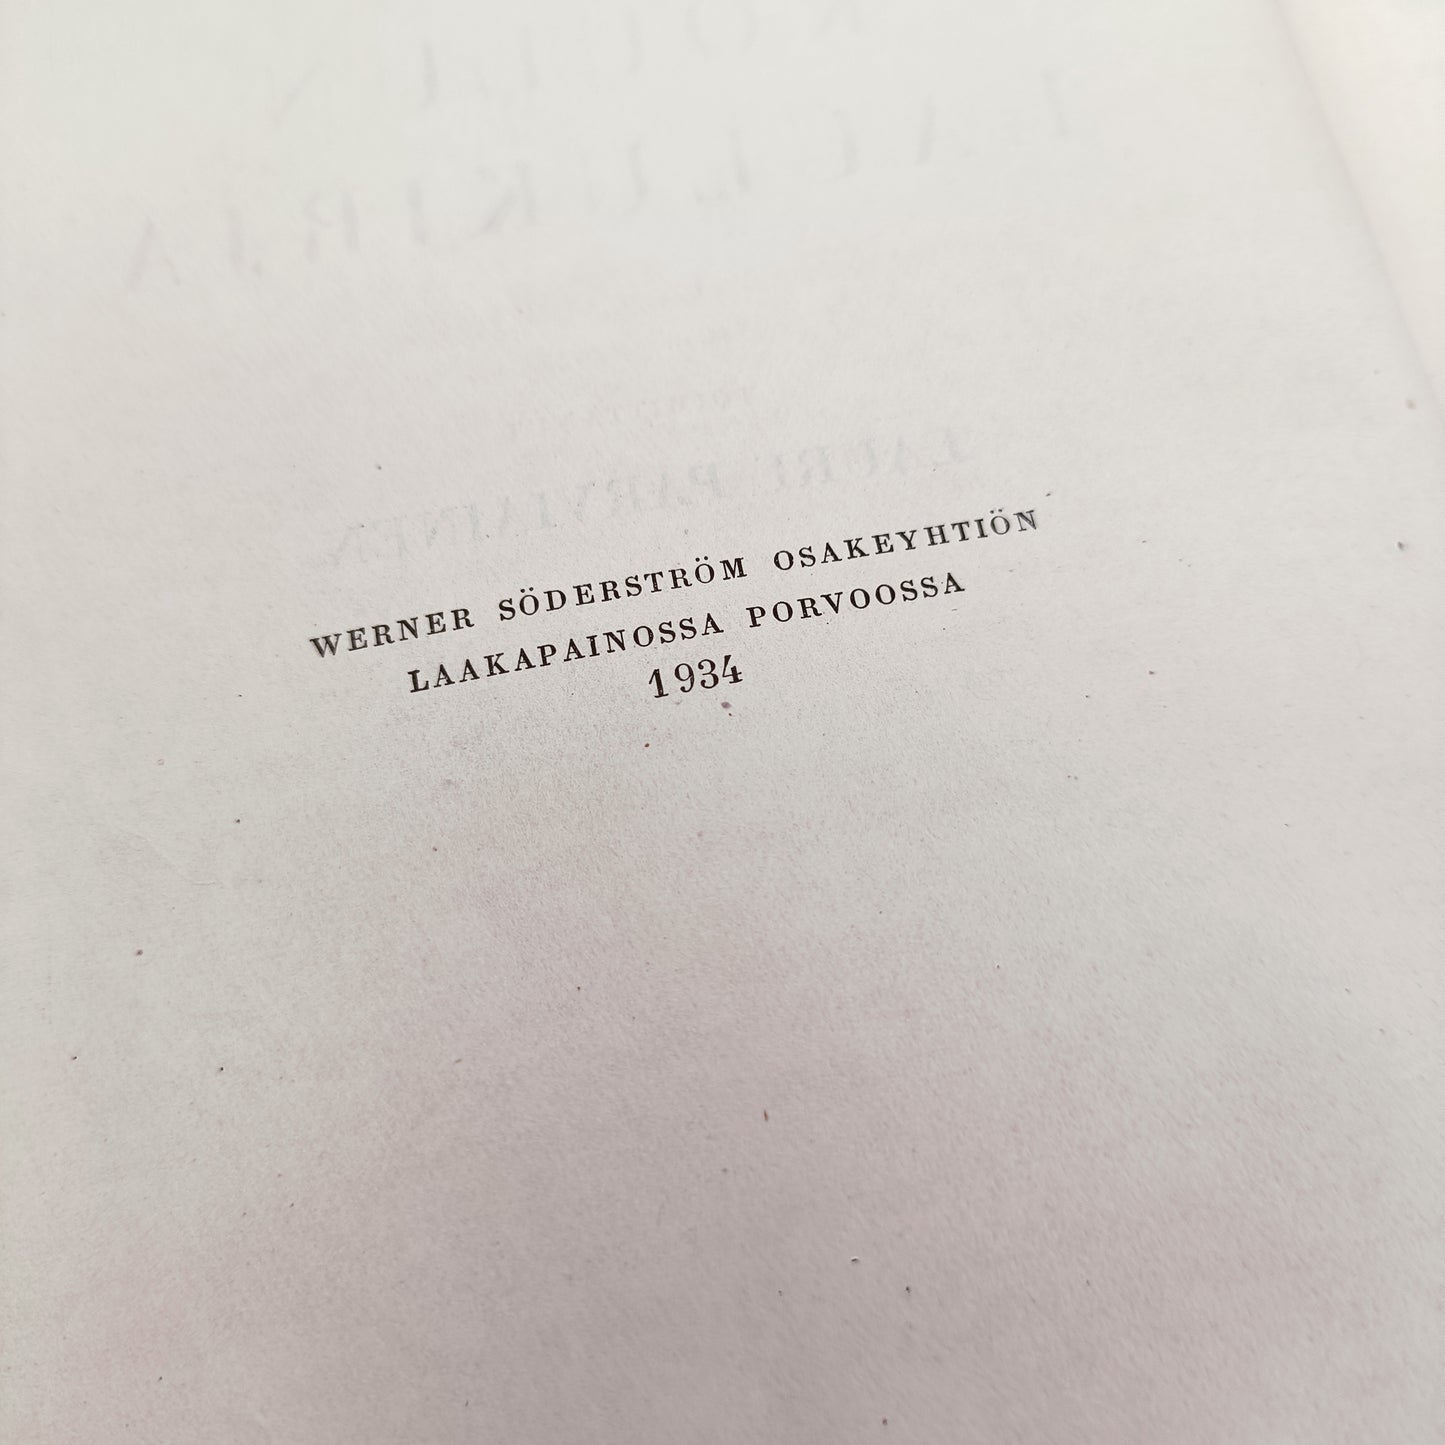 WERNER SÖDERSTRÖM OSAKEYHTIÖN
LAAKAPAINOSSA PORVOOSSA
1934